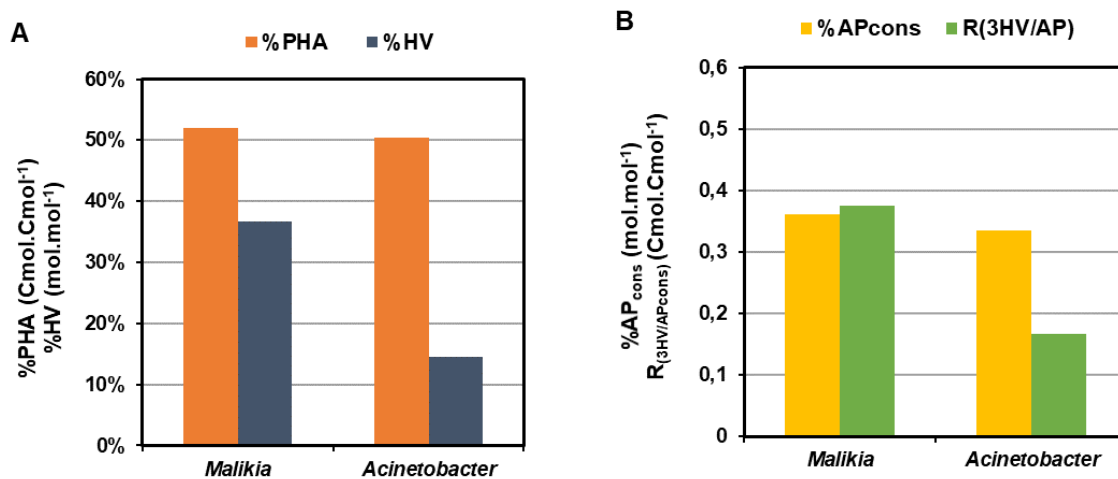 A
%PHA %HV
%PHA (Cmol.Cmol⁻¹)
%HV (mol.mol⁻¹)
60%
50%
40%
30%
20%
10%
0%
Malikia Acinetobacter
B
%APcons R(3HV/AP)
%APcons (mol.mol⁻¹)
R(3HV/APcons) (Cmol.Cmol⁻¹)
0,6
0,5
0,4
0,3
0,2
0,1
0
Malikia Acinetobacter